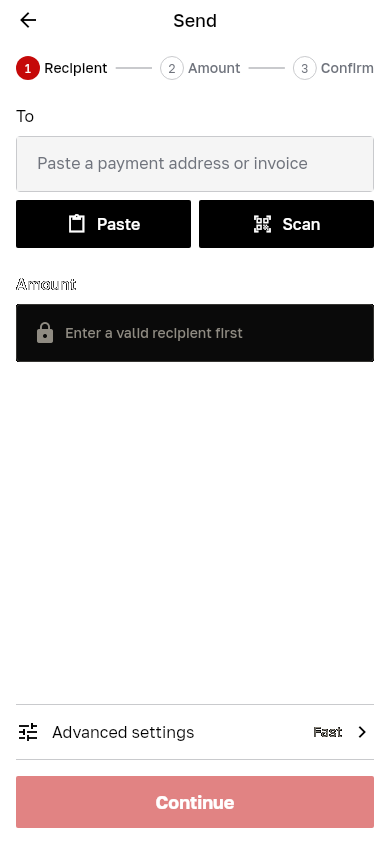 Send
1 Recipient 2 Amount 3 Confirm
To
Paste a payment address or invoice
Paste Scan
Amount
Enter a valid recipient first
Advanced settings Fast
Continue